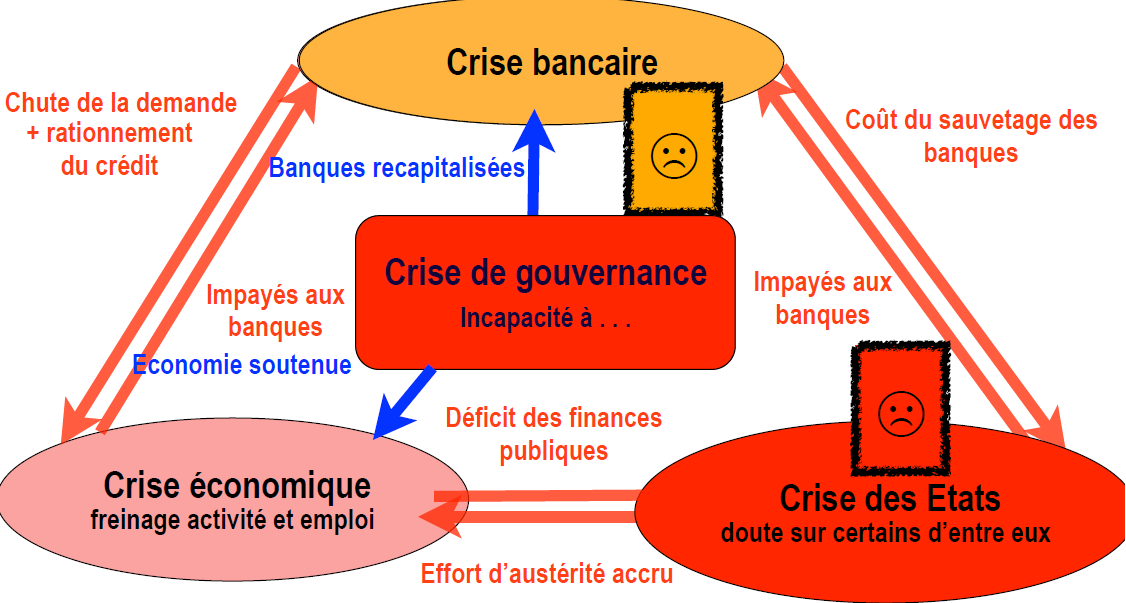 Crise bancaire
Chute de la demande
+ rationnement
du crédit
Coût du sauvetage des
banques
Banques recapitalisées
Crise de gouvernance
Incapacité à . . .
Impayés aux
banques
Impayés aux
banques
Economie soutenue
Déficit des finances
publiques
Crise économique
freinage activité et emploi
Crise des Etats
doute sur certains d'entre eux
Effort d'austérité accru